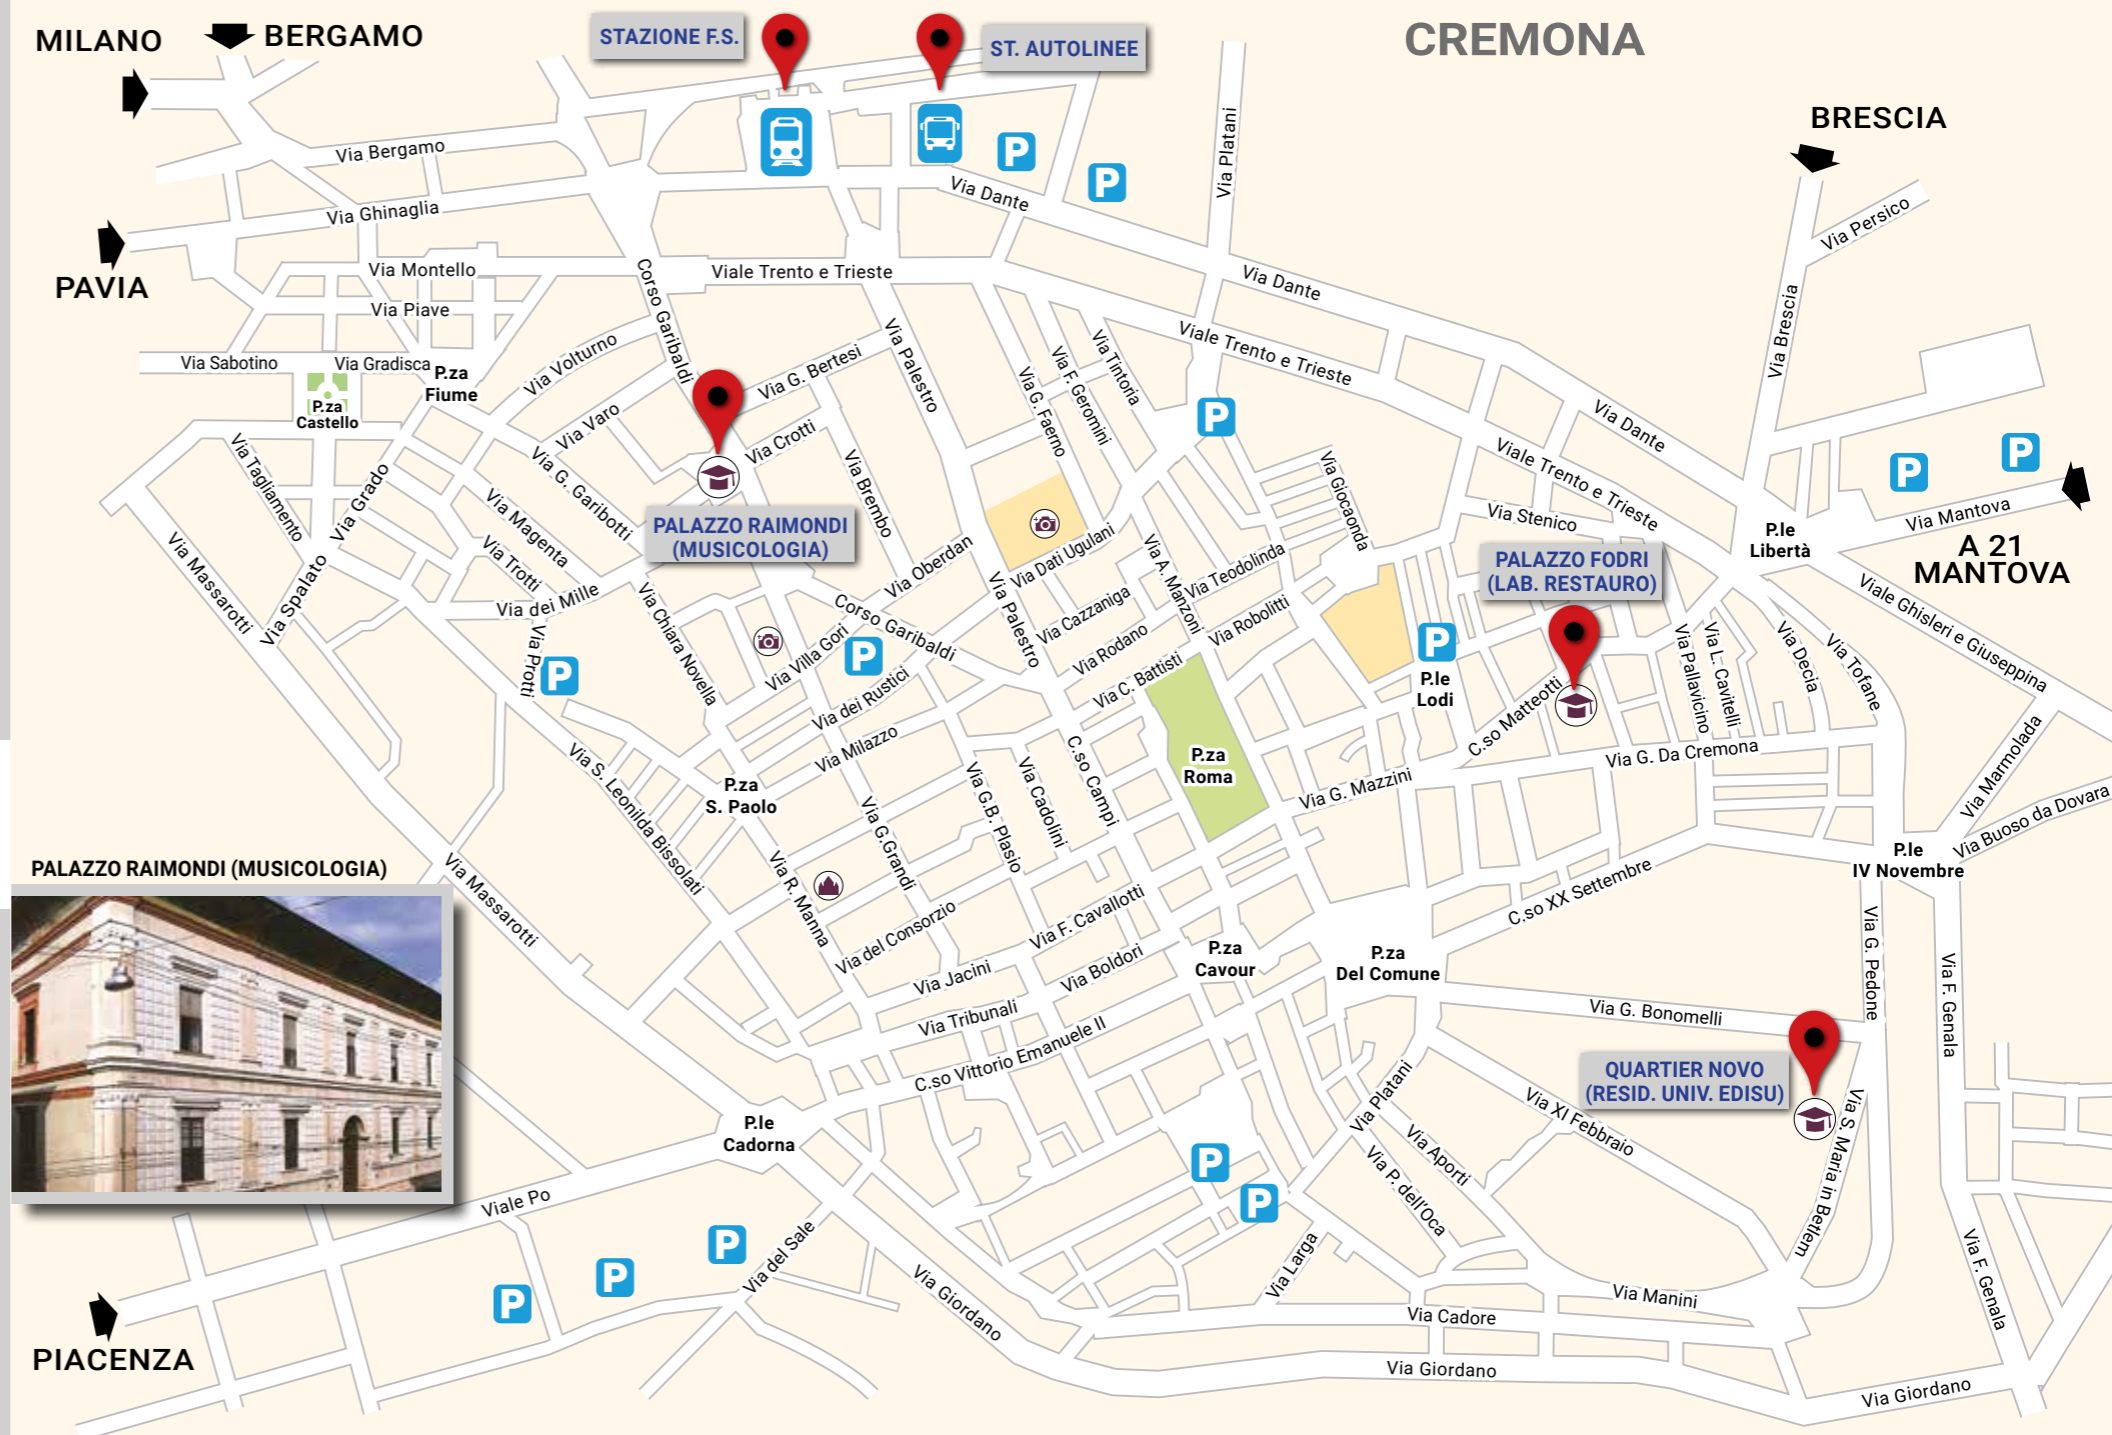 CREMONA
MILANO
BERGAMO
STAZIONE F.S.
ST. AUTOLINEE
BRESCIA
PAVIA
A 21
MANTOVA
PIACENZA
P
P
Via Bergamo
Via Ghinaglia
Via Dante
Via Platani
Via Persico
Via Brescia
Via Montello
Viale Trento e Trieste
Via Dante
Via Piave
Corso Garibaldi
Via Sabotino
Via Gradisca
P.za
Fiume
P.za
Castello
Via Volturno
Via Varo
Via G. Bertesi
Via Palestro
Via G. Faerno
Via F. Geromini
Via Tintoria
Viale Trento e Trieste
P
Via Dante
Via Crotti
Via Brembo
Via Tagliamento
Via Grado
Via G. Garibotti
Via Magenta
Via Trotti
PALAZZO RAIMONDI
(MUSICOLOGIA)
Via Giocaonda
Viale Trento e Trieste
Via Stenico
P
P
Via Mantova
P.le
Libertà
PALAZZO FODRI
(LAB. RESTAURO)
Via Massarotti
Via Spalato
Via dei Mille
Via Protti
P
Via Chiara Novella
Via Oberdan
Via Dati Ugulani
Via Palestro
Corso Garibaldi
Via Villa Gori
P
Via dei Rustici
Via Milazzo
Via Cazzaniga
Via A. Manzoni
Via Teodolinda
Via Rodano
Via Robolitti
Via C. Battisti
P
P.le
Lodi
C.so Matteotti
Via Pallavicino
Via L. Cavitelli
Via Decia
Via Tofane
Viale Ghisleri e Giuseppina
Via G. Da Cremona
Via Marmolada
Via Buoso da Dovara
P.za
Roma
Via G. Mazzini
P.za
S. Paolo
Via S. Leonilda Bissolati
Via G.Grandi
Via G.B. Plasio
Via Cadolini
C.so Campi
Via R. Manna
Via del Consorzio
Via F. Cavallotti
Via Boldori
Via Jacini
Via Tribunali
C.so Vittorio Emanuele II
P.za
Cavour
P.za
Del Comune
C.so XX Settembre
P.le
IV Novembre
Via G. Pedone
Via F. Genala
Via G. Bonomelli
QUARTIER NOVO
(RESID. UNIV. EDISU)
Via S. Maria in Betlem
PALAZZO RAIMONDI (MUSICOLOGIA)
Via Massarotti
P.le
Cadorna
Viale Po
Via del Sale
P
P
P
P
P
Via Platani
Via XI Febbraio
Via Aporti
Via P. dell'Oca
Via Larga
Via Manini
Via Cadore
Via Giordano
Via Giordano
Via Giordano
Via F. Genala